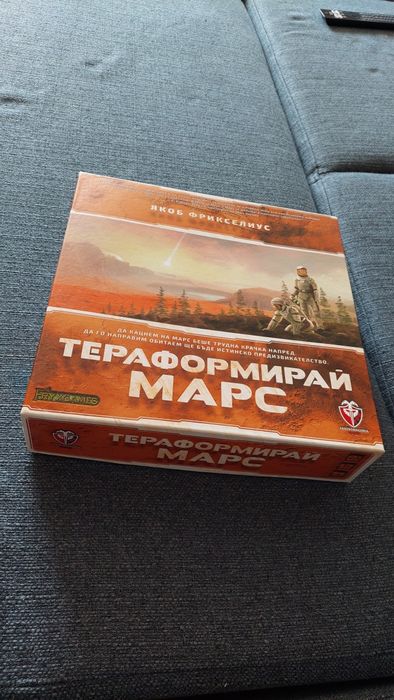 ЯКОБ ФРИКСЕЛИУС
ДА КАЦНЕМ НА МАРС БЕШЕ ТРУДНА КРАЧКА НАПРЕД
ДА ГО НАПРАВИМ ОБИТАЕМ ЩЕ БЪДЕ ИСТИНСКО ПРЕДИЗВИКАТЕЛСТВО
ТЕРАФОРМИРАЙ
МАРС
FRYXGAMES
ТЕРАФОРМИРАЙ
МАРС